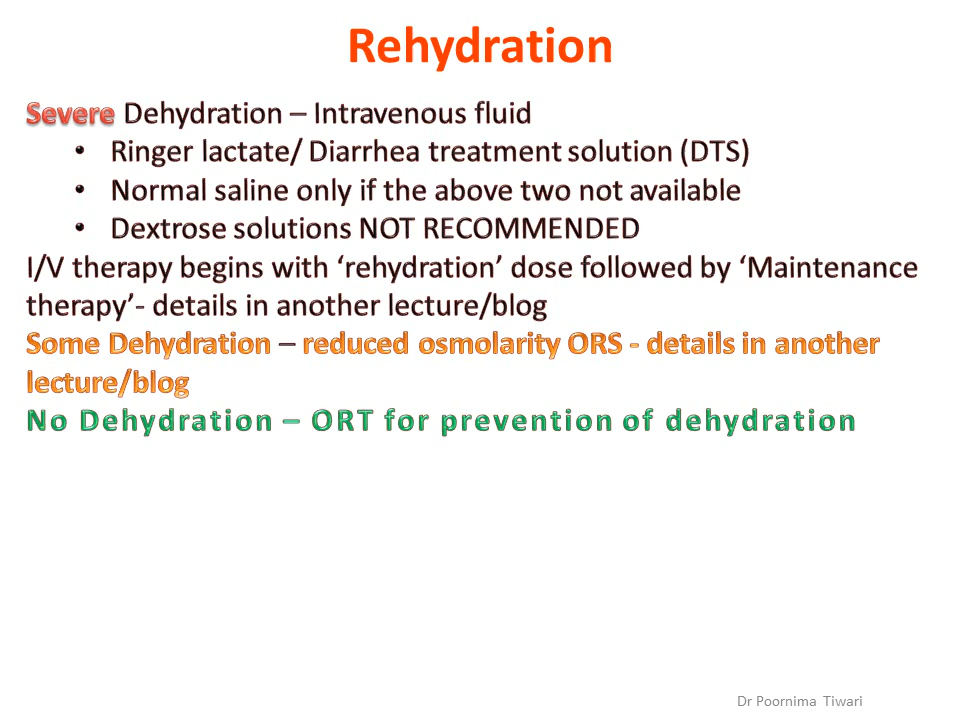 Rehydration
Severe Dehydration – Intravenous fluid
• Ringer lactate/ Diarrhea treatment solution (DTS)
• Normal saline only if the above two not available
• Dextrose solutions NOT RECOMMENDED
I/V therapy begins with ‘rehydration’ dose followed by ‘Maintenance
therapy’- details in another lecture/blog
Some Dehydration – reduced osmolarity ORS - details in another
lecture/blog
No Dehydration – ORT for prevention of dehydration
Dr Poornima Tiwari